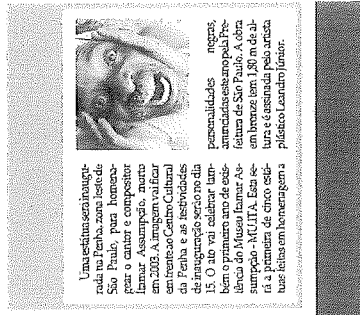 Uma estátua será inaugu-
rada na Penha, zona leste de
São Paulo, para homena-
gear o cantor e compositor
Itamar Assumpção, morto
em 2003. A imagem vai ficar
em frente ao Centro Cultural
da Penha e as festividades
de inauguração serão no dia
15. O ato vai celebrar tam-
bém o primeiro ano de exis-
tência do Museu Itamar As-
sumpção - MU.ITA. Esta se-
rá a primeira de cinco está-
tuas feitas em homenagem a
personalidades negras,
anunciadas este ano pela Pre-
feitura de São Paulo. A obra
em bronze tem 1,80 m de al-
tura e é assinada pelo artista
plástico Leandro Júnior.